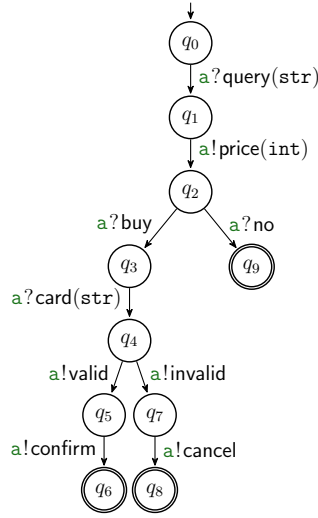 q0
a?query(str)
q1
a!price(int)
q2
a?buy a?no
q3 q9
a?card(str)
q4
a!valid a!invalid
q5 q7
a!confirm a!cancel
q6 q8